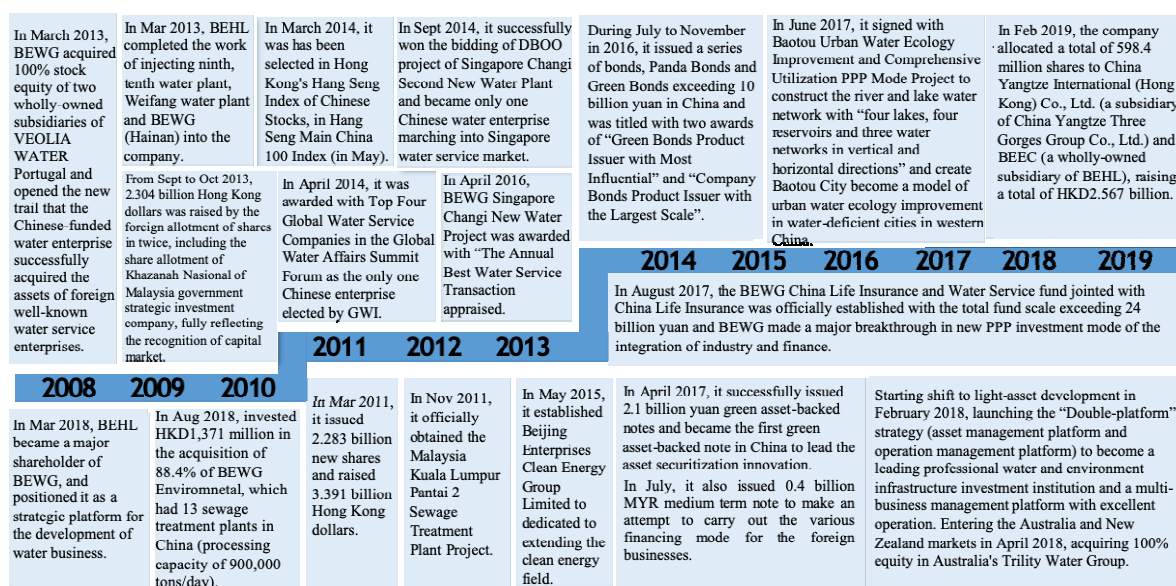 In March 2013,
BEWG acquired
100% stock
equity of two
wholly-owned
subsidiaries of
VEOLIA
WATER
Portugal and
opened the new
trail that the
Chinese-funded
water enterprise
successfully
acquired the
assets of foreign
well-known
water service
enterprises.
In Mar 2013, BEHL
completed the work
of injecting ninth,
tenth water plant,
Weifang water plant
and BEWG
(Hainan) into the
company.
In March 2014, it
was has been
selected in Hong
Kong's Hang Seng
Index of Chinese
Stocks, in Hang
Seng Main China
100 Index (in May).
In Sept 2014, it successfully
won the bidding of DBOO
project of Singapore Changi
Second New Water Plant
and became only one
Chinese water enterprise
marching into Singapore
water service market.
From Sept to Oct 2013,
2.304 billion Hong Kong
dollars was raised by the
foreign allotment of shares
in twice, including the
share allotment of
Khazanah Nasional of
Malaysia government
strategic investment
company, fully reflecting
the recognition of capital
market.
In April 2014, it was
awarded with Top Four
Global Water Service
Companies in the Global
Water Affairs Summit
Forum as the only one
Chinese enterprise
elected by GWI.
In April 2016,
BEWG Singapore
Changi New Water
Project was awarded
with “The Annual
Best Water Service
Transaction
appraised.
During July to November
in 2016, it issued a series
of bonds, Panda Bonds and
Green Bonds exceeding 10
billion yuan in China and
was titled with two awards
of “Green Bonds Product
Issuer with Most
Influential” and “Company
Bonds Product Issuer with
the Largest Scale”.
In June 2017, it signed with
Baotou Urban Water Ecology
Improvement and Comprehensive
Utilization PPP Mode Project to
construct the river and lake water
network with “four lakes, four
reservoirs and three water
networks in vertical and
horizontal directions” and create
Baotou City become a model of
urban water ecology improvement
in water-deficient cities in western
China.
In Feb 2019, the company
allocated a total of 598.4
million shares to China
Yangtze International (Hong
Kong) Co., Ltd. (a subsidiary
of China Yangtze Three
Gorges Group Co., Ltd.) and
BEEC (a wholly-owned
subsidiary of BEHL), raising
a total of HKD2.567 billion.
2014 2015 2016 2017 2018 2019
In August 2017, the BEWG China Life Insurance and Water Service fund jointed with
China Life Insurance was officially established with the total fund scale exceeding 24
billion yuan and BEWG made a major breakthrough in new PPP investment mode of the
integration of industry and finance.
2011 2012 2013
2008 2009 2010
In Mar 2018, BEHL
became a major
shareholder of
BEWG, and
positioned it as a
strategic platform for
the development of
water business.
In Aug 2018, invested
HKD1,371 million in
the acquisition of
88.4% of BEWG
Enviromnetal, which
had 13 sewage
treatment plants in
China (processing
capacity of 900,000
tons/day).
In Mar 2011,
it issued
2.283 billion
new shares
and raised
3.391 billion
Hong Kong
dollars.
In Nov 2011,
it officially
obtained the
Malaysia
Kuala Lumpur
Pantai 2
Sewage
Treatment
Plant Project.
In May 2015,
it established
Beijing
Enterprises
Clean Energy
Group
Limited to
dedicated to
extending the
clean energy
field.
In April 2017, it successfully issued
2.1 billion yuan green asset-backed
notes and became the first green
asset-backed note in China to lead the
asset securitization innovation.
In July, it also issued 0.4 billion
MYR medium term note to make an
attempt to carry out the various
financing mode for the foreign
businesses.
Starting shift to light-asset development in
February 2018, launching the “Double-platform”
strategy (asset management platform and
operation management platform) to become a
leading professional water and environment
infrastructure investment institution and a multi-
business management platform with excellent
operation. Entering the Australia and New
Zealand markets in April 2018, acquiring 100%
equity in Australia's Trility Water Group.